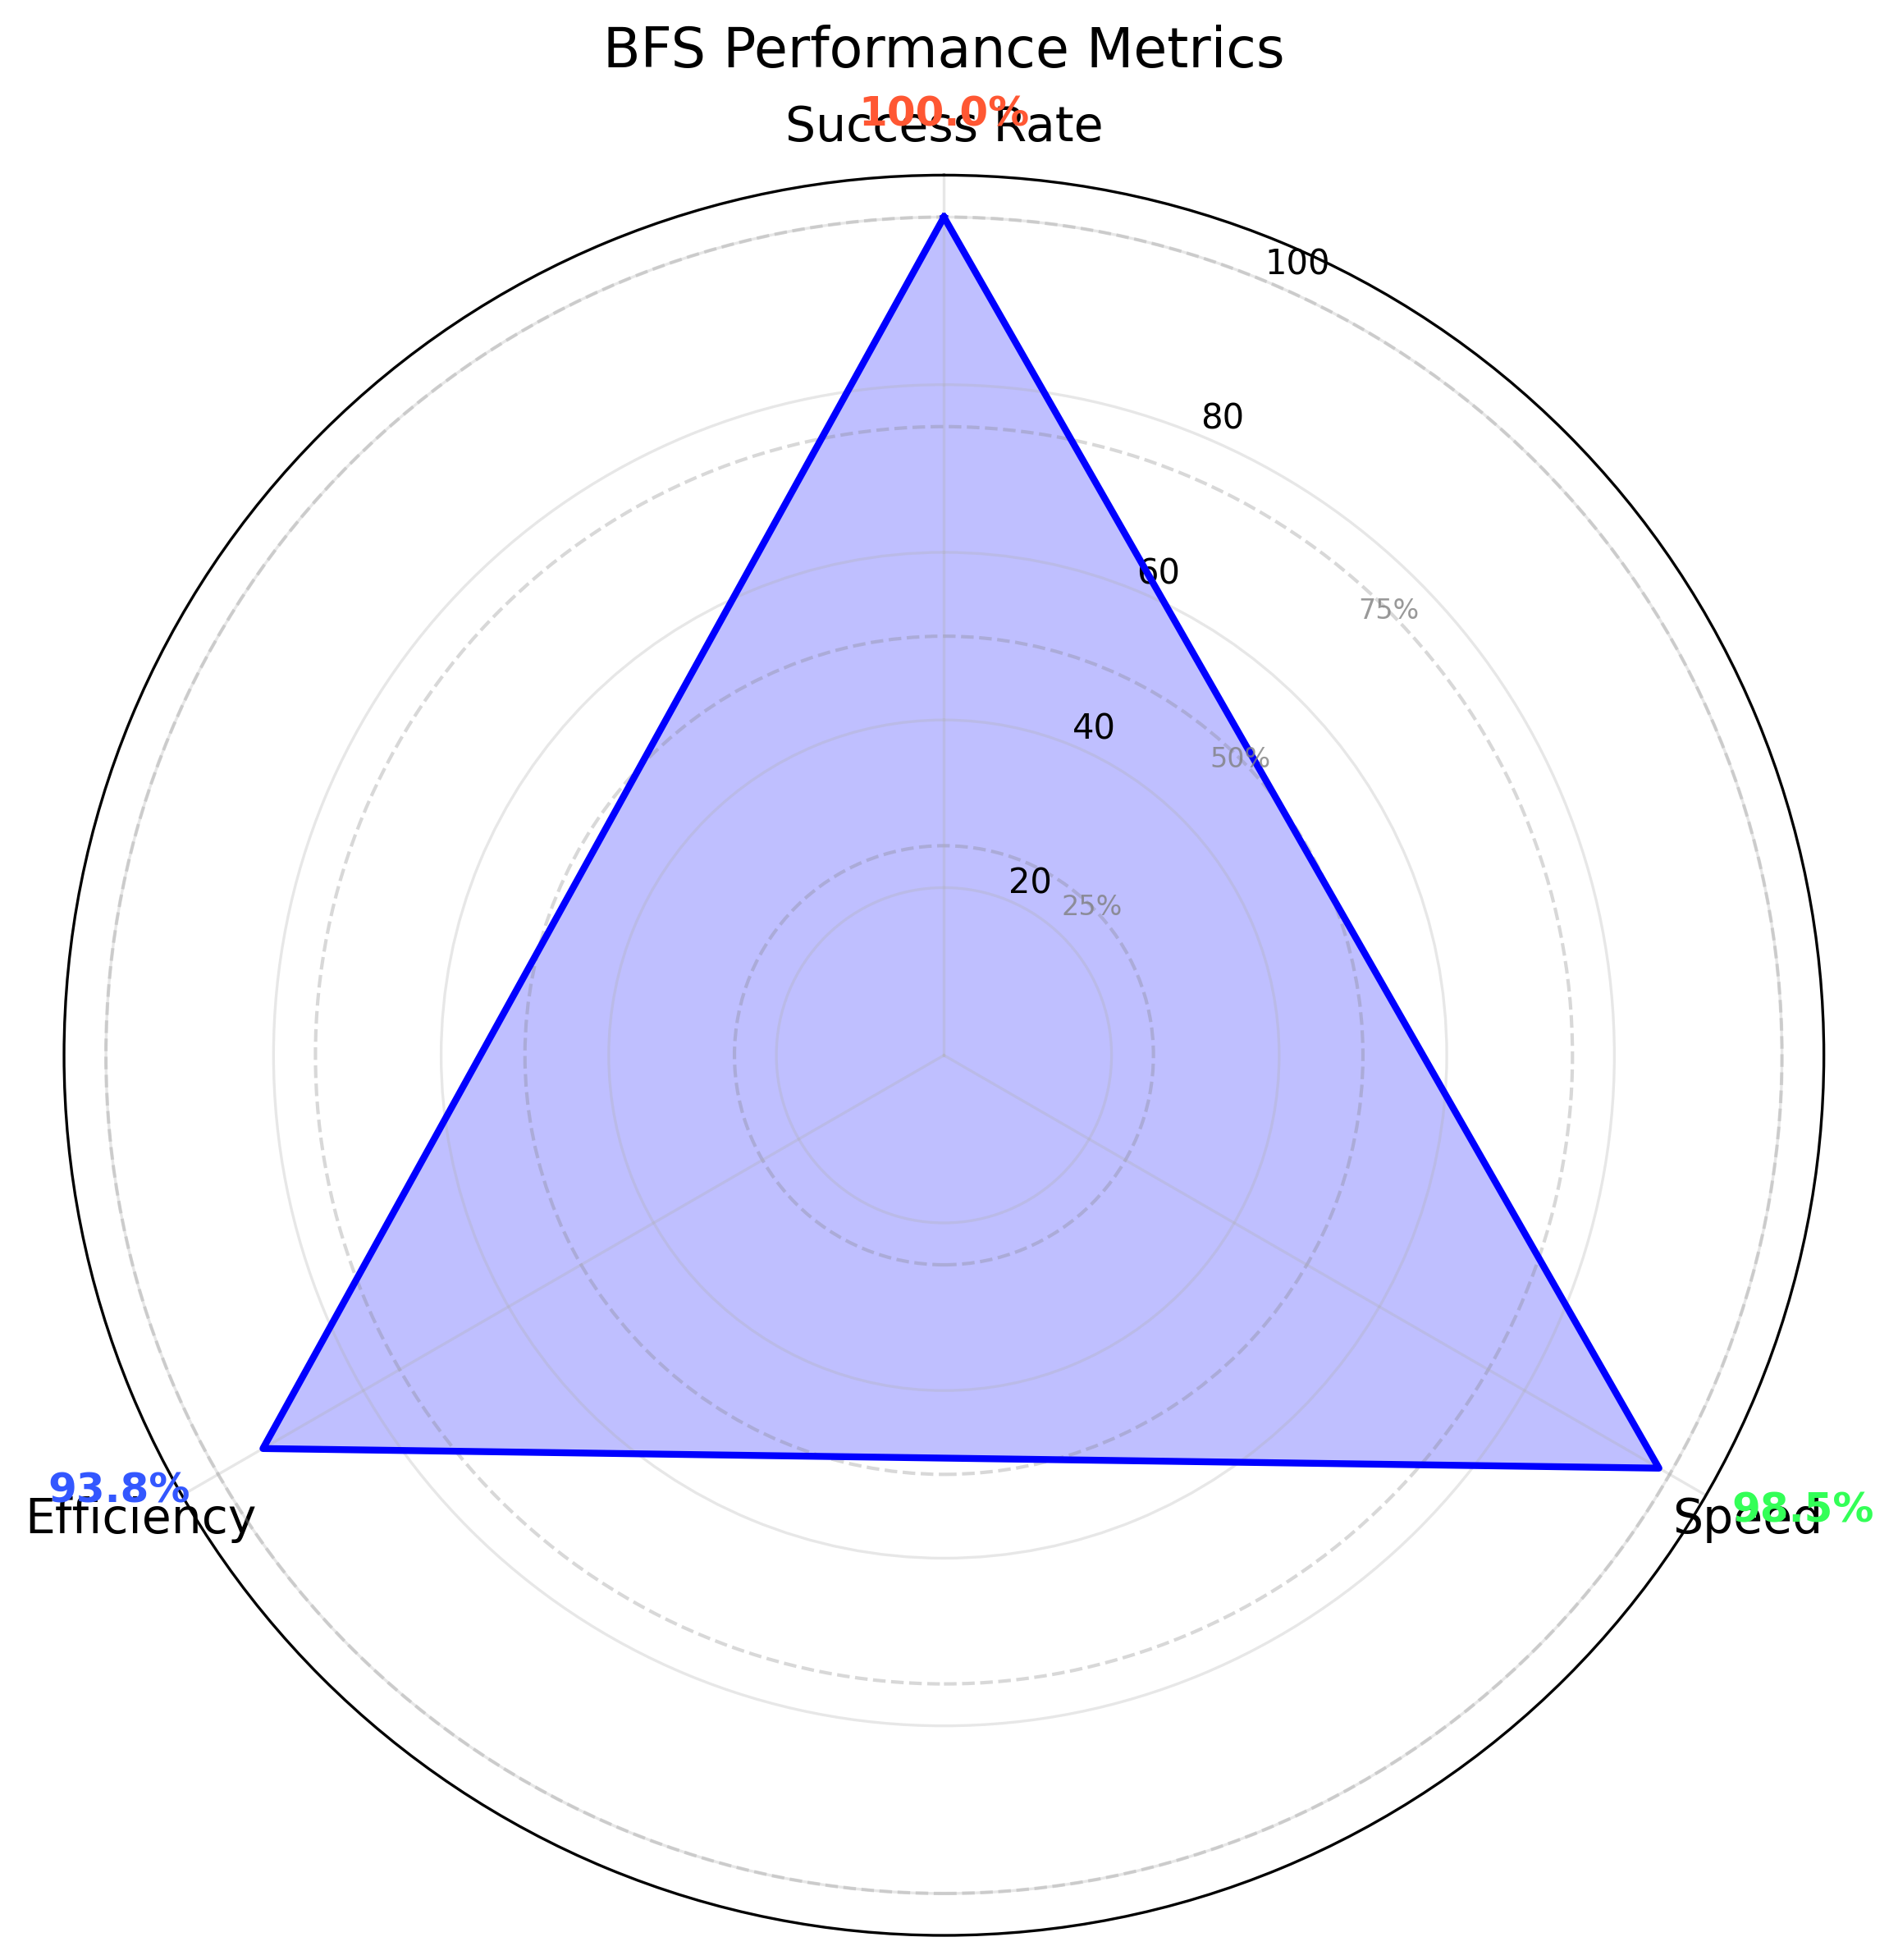 BFS Performance Metrics
100.0%
Success Rate
100
80
60
75%
40
50%
20
25%
93.8%
Efficiency
98.5%
Speed